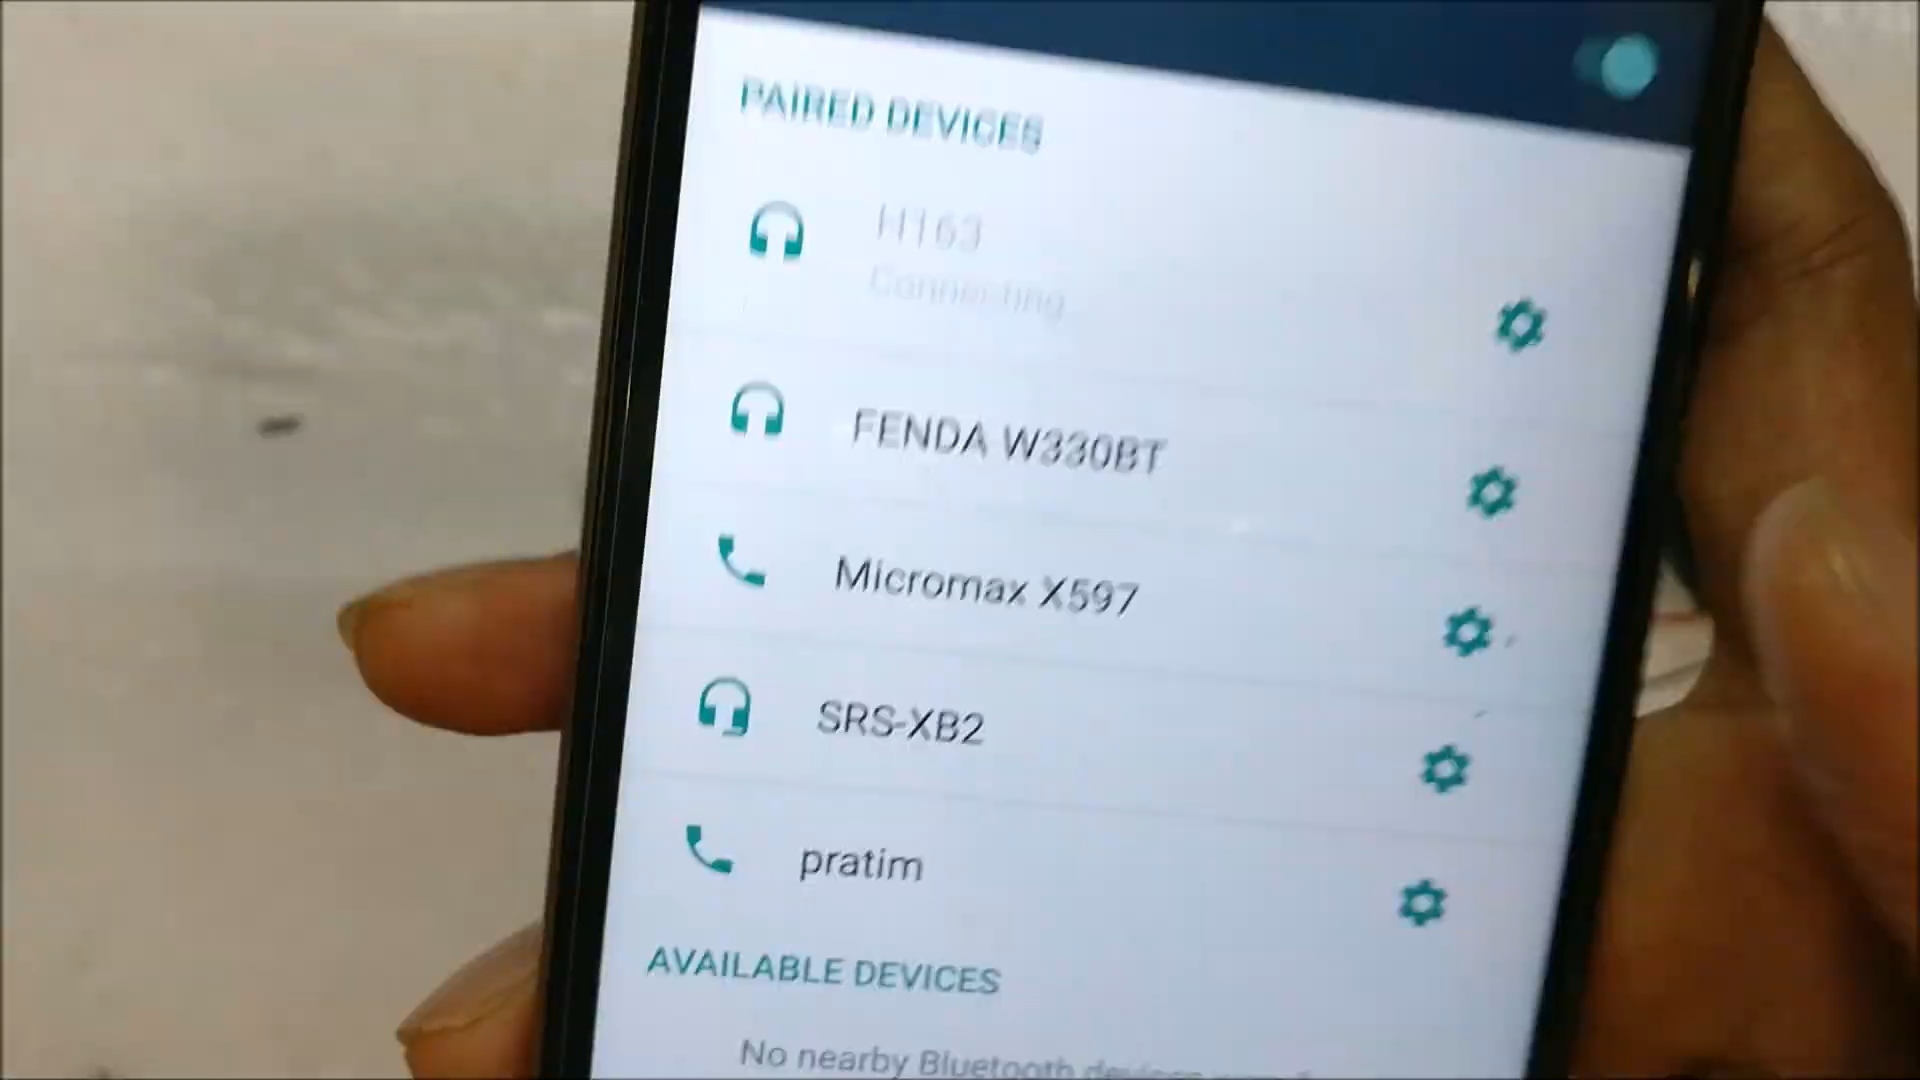 PAIRED DEVICES
H163
Connecting
FENDA W330BT
Micromax X597
SRS-XB2
pratim
AVAILABLE DEVICES
No nearby Bluetooth devices